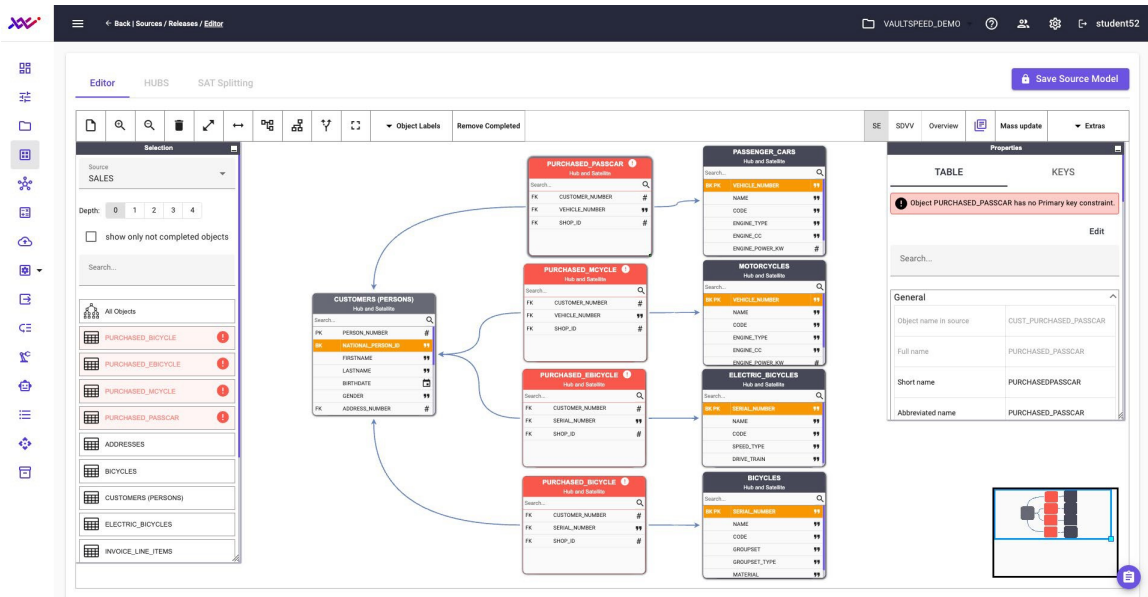 ← Back | Sources / Releases / Editor
VAULTSPEED_DEMO
student52
Editor
HUBS
SAT Splitting
Save Source Model
Object Labels
Remove Completed
SE
SDVV
Overview
Mass update
Extras
Selection
Source
SALES
Depth: 0 1 2 3 4
show only not completed objects
Search...
All Objects
PURCHASED_BICYCLE
PURCHASED_EBICYCLE
PURCHASED_MCYCLE
PURCHASED_PASSCAR
ADDRESSES
BICYCLES
CUSTOMERS (PERSONS)
ELECTRIC_BICYCLES
INVOICE_LINE_ITEMS
CUSTOMERS (PERSONS)
Hub and Satellite
Search...
PK PERSON_NUMBER #
BK NATIONAL_PERSON_ID
FIRSTNAME
LASTNAME
BIRTHDATE
GENDER
FK ADDRESS_NUMBER #
PURCHASED_PASSCAR
Hub and Satellite
Search...
FK CUSTOMER_NUMBER #
FK VEHICLE_NUMBER
FK SHOP_ID #
PURCHASED_MCYCLE
Hub and Satellite
Search...
FK CUSTOMER_NUMBER #
FK VEHICLE_NUMBER
FK SHOP_ID #
PURCHASED_EBICYCLE
Hub and Satellite
Search...
FK CUSTOMER_NUMBER #
FK SERIAL_NUMBER
FK SHOP_ID #
PURCHASED_BICYCLE
Hub and Satellite
Search...
FK CUSTOMER_NUMBER #
FK SERIAL_NUMBER
FK SHOP_ID #
PASSENGER_CARS
Hub and Satellite
Search...
BK PK VEHICLE_NUMBER
NAME
CODE
ENGINE_TYPE
ENGINE_CC
ENGINE_POWER_KW #
MOTORCYCLES
Hub and Satellite
Search...
BK PK VEHICLE_NUMBER
NAME
CODE
ENGINE_TYPE
ENGINE_CC
ENGINE_POWER_KW #
ELECTRIC_BICYCLES
Hub and Satellite
Search...
BK PK SERIAL_NUMBER
NAME
CODE
SPEED_TYPE
DRIVE_TRAIN
BICYCLES
Hub and Satellite
Search...
BK PK SERIAL_NUMBER
NAME
CODE
GROUPSET
GROUPSET_TYPE
MATERIAL
Properties
TABLE
KEYS
Object PURCHASED_PASSCAR has no Primary key constraint.
Edit
Search...
General
Object name in source CUST_PURCHASED_PASSCAR
Full name PURCHASED_PASSCAR
Short name PURCHASEDPASSCAR
Abbreviated name PURCHASED_PASSCAR